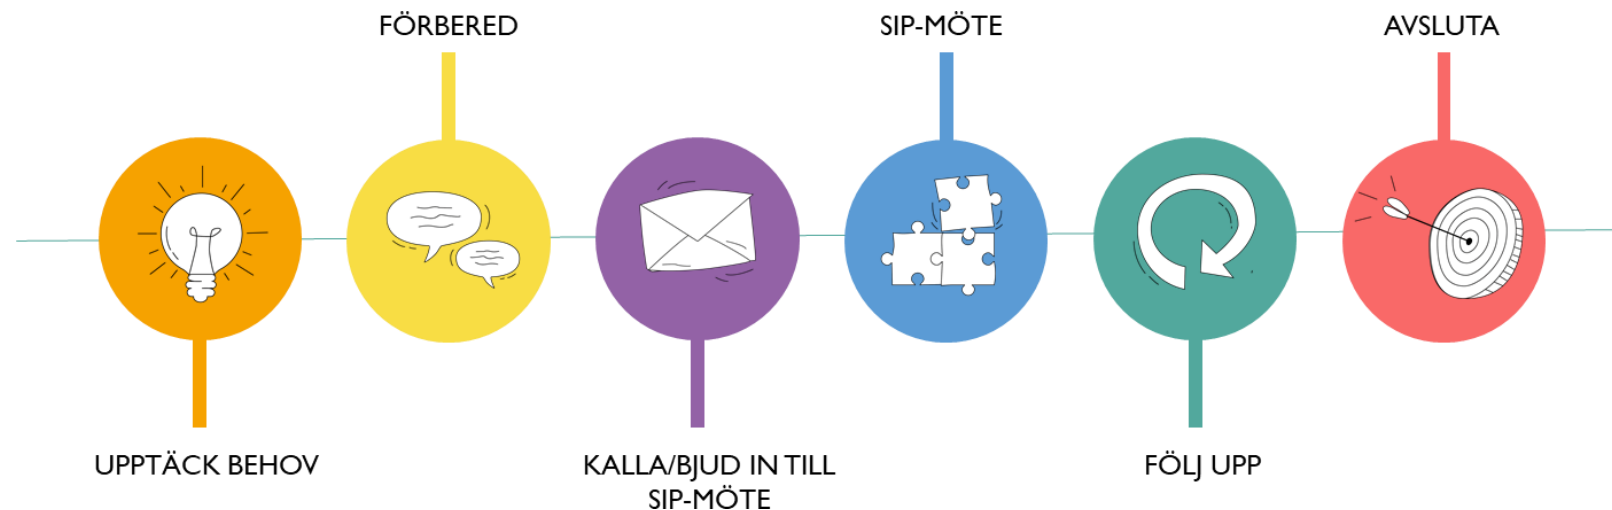 UPPTÄCK BEHOV
FÖRBERED
KALLA/BJUD IN TILL
SIP-MÖTE
SIP-MÖTE
FÖLJ UPP
AVSLUTA